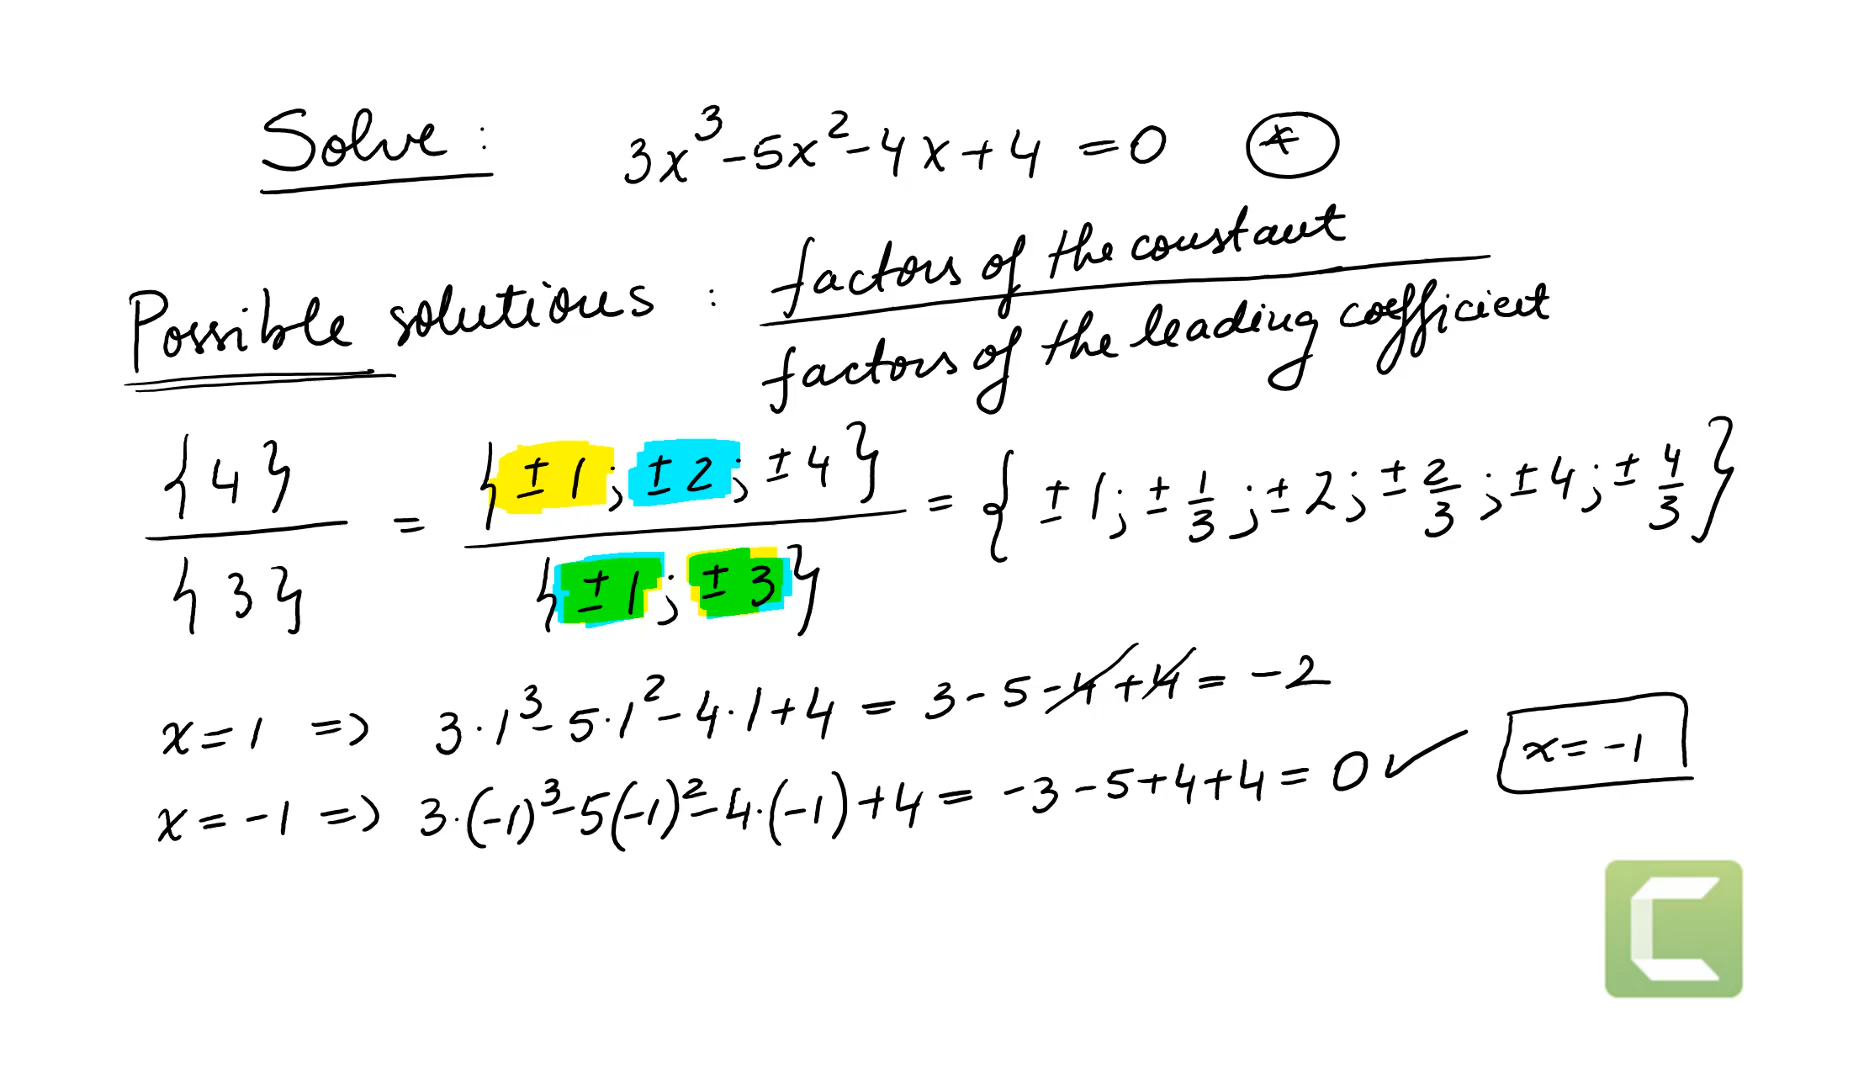 Solve: 3x³-5x²-4x+4=0 (*)
Possible solutions: factors of the constant / factors of the leading coefficient
{4}/{3} = {±1; ±2; ±4}/{±1; ±3} = {±1; ±1/3; ±2; ±2/3; ±4; ±4/3}
x=1 => 3·1³-5·1²-4·1+4 = 3-5-4+4 = -2
x=-1 => 3·(-1)³-5(-1)²-4·(-1)+4 = -3-5+4+4 = 0 ✓ x=-1